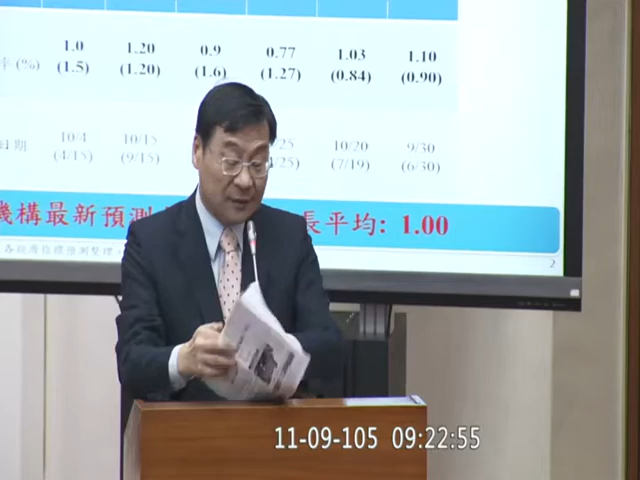 1.0 1.20 0.9 0.77 1.03 1.10
率 (%) (1.5) (1.20) (1.6) (1.27) (0.84) (0.90)
日期 10/4 10/15 25 10/20 9/30
(4/15) (9/15) /25) (7/19) (6/30)
機構最新預測 長平均: 1.00
2
11-09-105 09:22:55